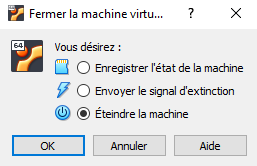 Fermer la machine virtu...
64
Vous désirez :
Enregistrer l'état de la machine
Envoyer le signal d'extinction
Éteindre la machine
OK
Annuler
Aide